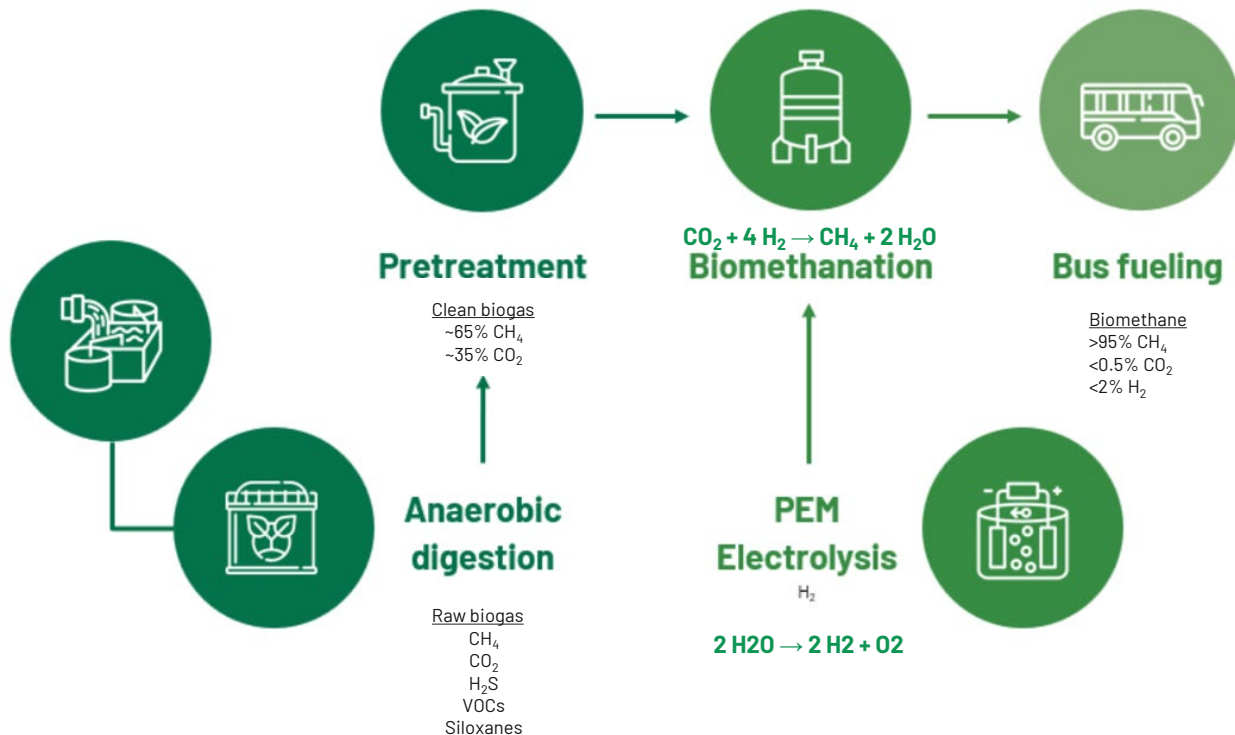 Pretreatment
Clean biogas
~65% CH₄
~35% CO₂
CO₂ + 4 H₂ → CH₄ + 2 H₂O
Biomethanation
Bus fueling
Biomethane
>95% CH₄
<0.5% CO₂
<2% H₂
Anaerobic
digestion
Raw biogas
CH₄
CO₂
H₂S
VOCs
Siloxanes
PEM
Electrolysis
H₂
2 H2O → 2 H2 + O2
- +